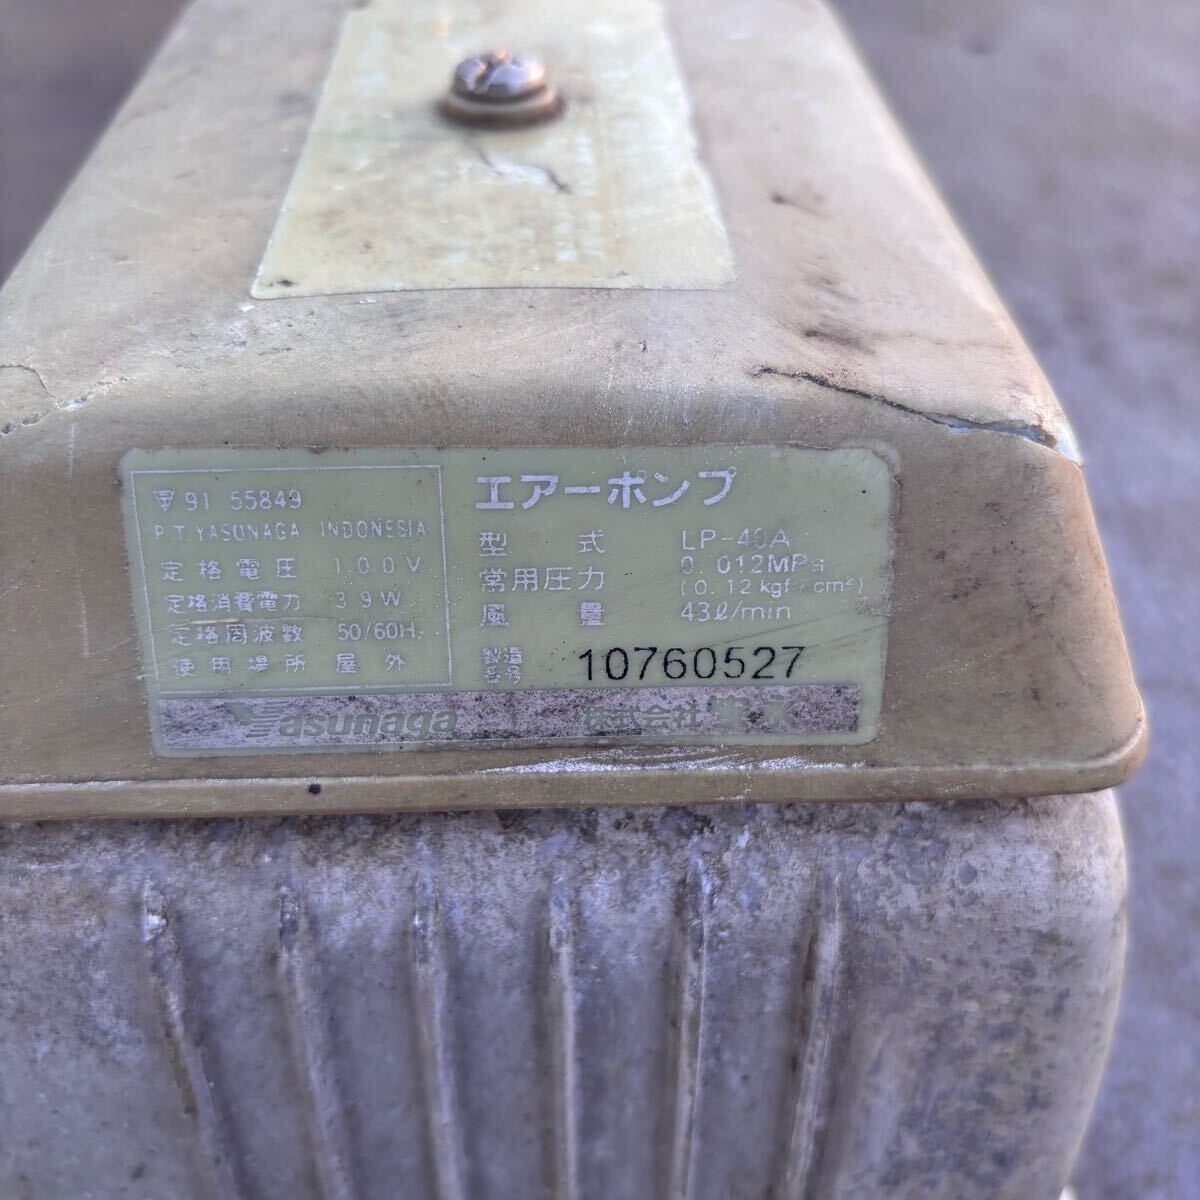 91 55849
P.T.YASUNAGA INDONESIA
定格電圧 100V
定格消費電力 39W
定格周波数 50/60H
使用場所 屋外
エアーポンプ
型式 LP-40A
常用圧力 0.012MPa
(0.12kgf/cm²)
風量 43ℓ/min
製造番号 10760527
Yasunaga 株式会社安永